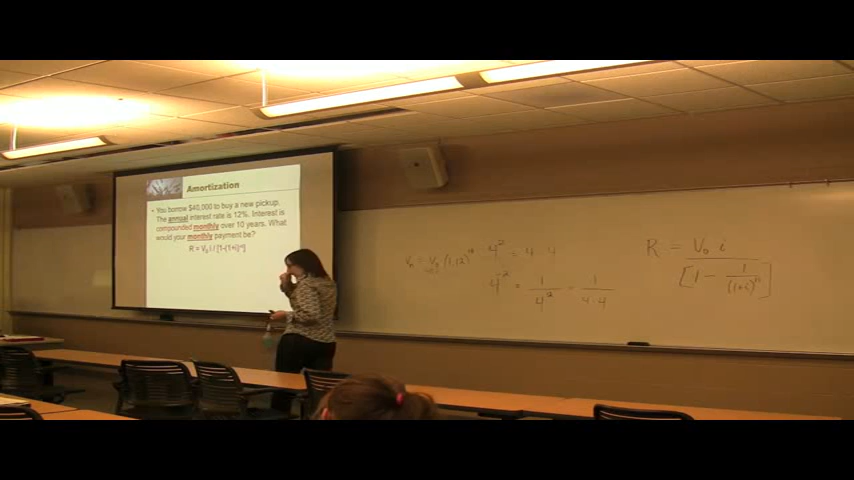 Amortization
• You borrow $40,000 to buy a new pickup.
The annual interest rate is 12%. Interest is
compounded monthly over 10 years. What
would your monthly payment be?
R = V₀ i / [1-(1+i)⁻ⁿ]
4² = 4 · 4
4⁻² = 1/4² = 1/4·4
R = V₀ i / [1 - 1/(1+i)ⁿ]